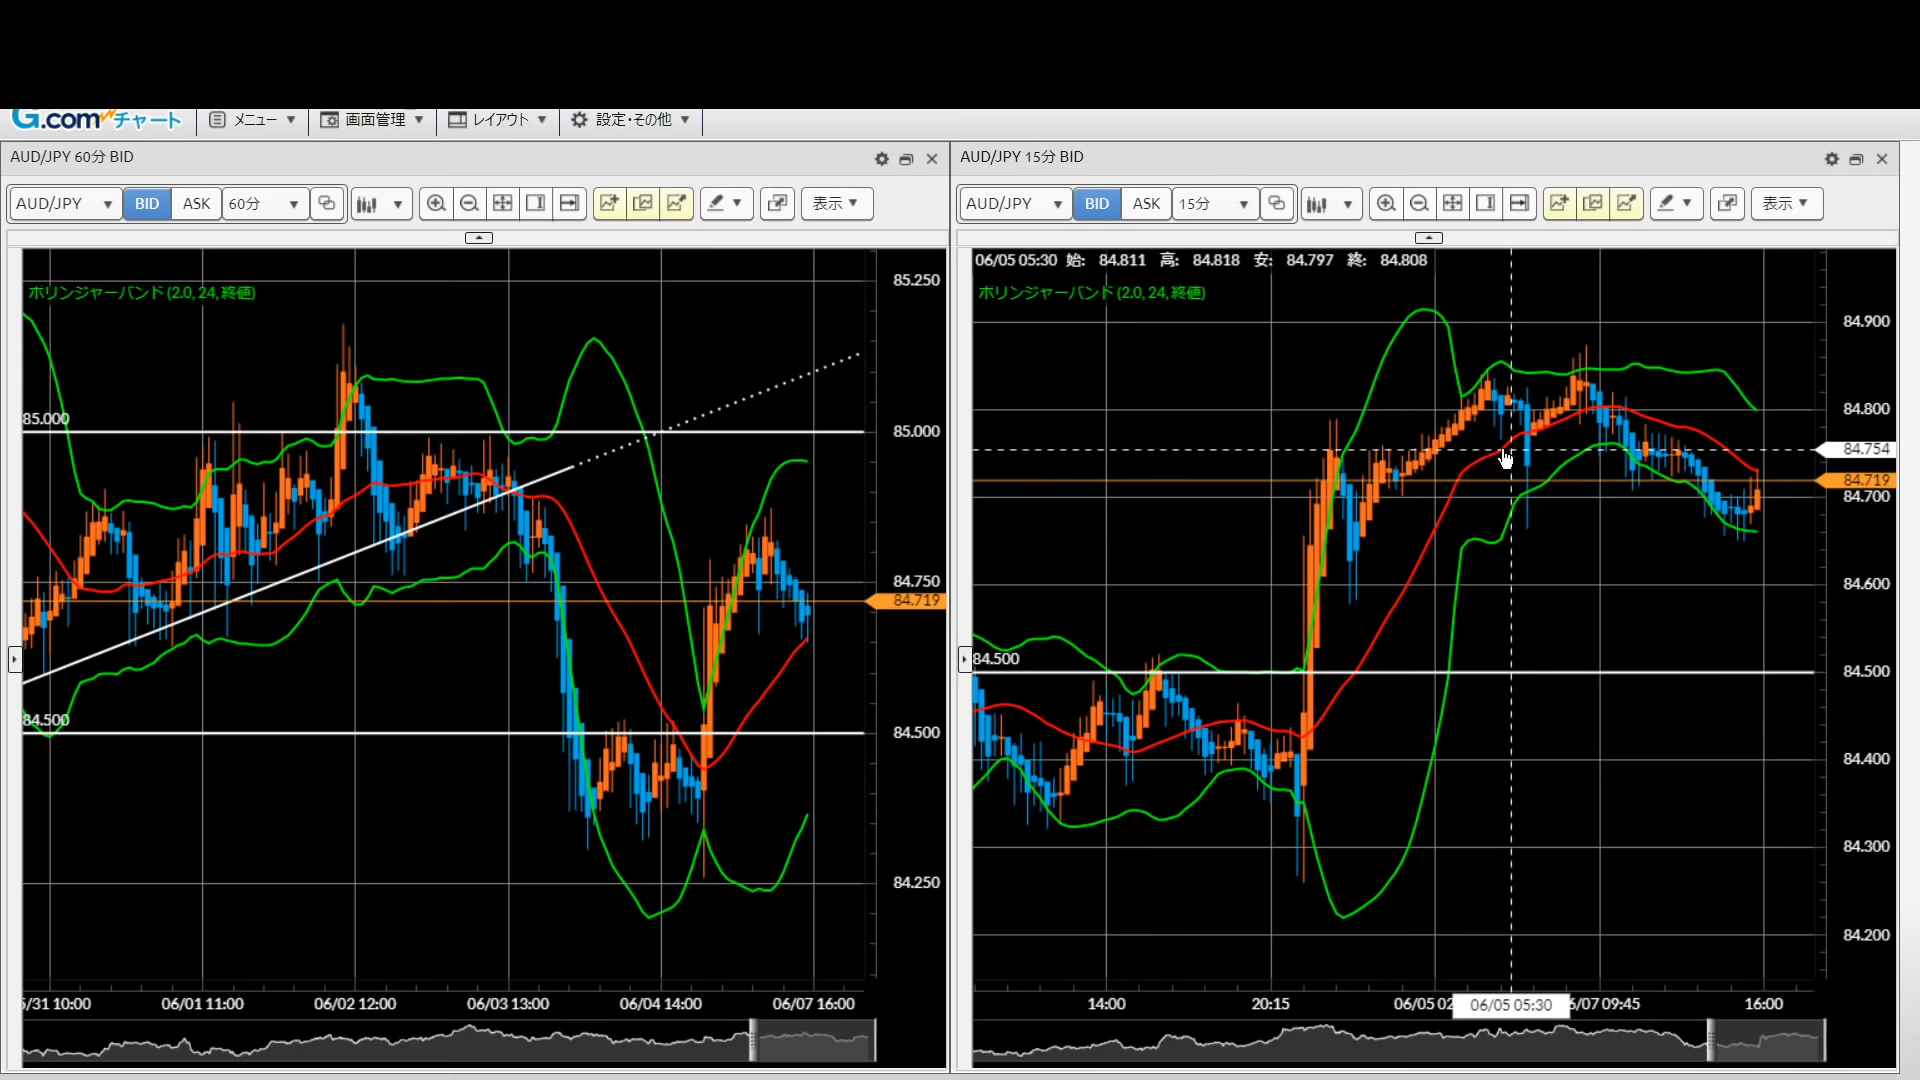 G.comチャート メニュー 画面管理 レイアウト 設定・その他
AUD/JPY 60分 BID
AUD/JPY BID ASK 60分 表示
ボリンジャーバンド (2.0, 24, 終値)
85.000
84.500
85.250
85.000
84.750
84.719
84.500
84.250
5/31 10:00 06/01 11:00 06/02 12:00 06/03 13:00 06/04 14:00 06/07 16:00
AUD/JPY 15分 BID
AUD/JPY BID ASK 15分 表示
06/05 05:30 始: 84.811 高: 84.818 安: 84.797 終: 84.808
ボリンジャーバンド (2.0, 24, 終値)
84.500
84.900
84.800
84.754
84.719
84.700
84.600
84.500
84.400
84.300
84.200
14:00 20:15 06/05 02 06/05 05:30 6/07 09:45 16:00